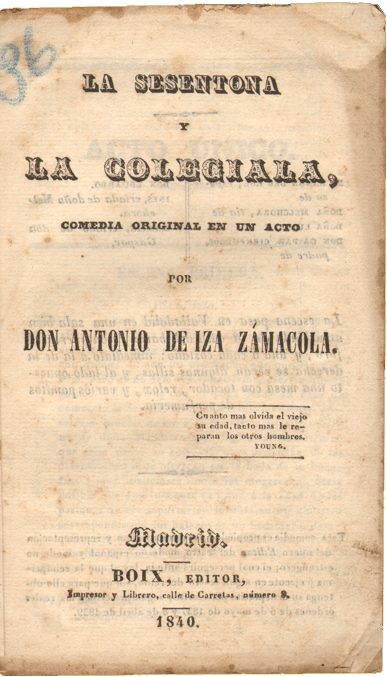 36
LA SESENTONA
Y
LA COLEGIALA,
COMEDIA ORIGINAL EN UN ACTO
POR
DON ANTONIO DE IZA ZÁMACOLA.
Cuanto mas olvida el viejo
su edad, tanto mas le re-
paran los otros hombres.
YOUNG.
Madrid.
BOIX, EDITOR,
Impresor y Librero, calle de Carretas, número 8.
1840.